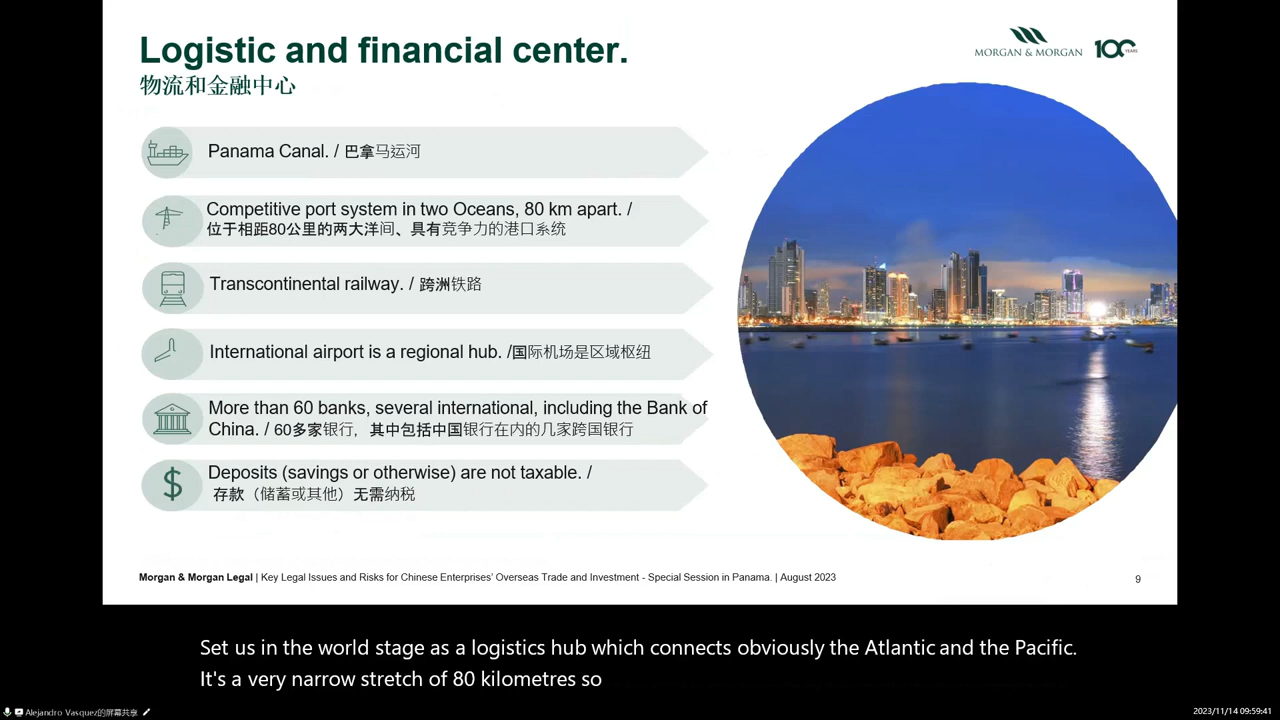 Logistic and financial center.
物流和金融中心
MORGAN & MORGAN
100 YEARS
Panama Canal. / 巴拿马运河
Competitive port system in two Oceans, 80 km apart. /
位于相距80公里的两大洋间、具有竞争力的港口系统
Transcontinental railway. / 跨洲铁路
International airport is a regional hub. /国际机场是区域枢纽
More than 60 banks, several international, including the Bank of
China. / 60多家银行，其中包括中国银行在内的几家跨国银行
Deposits (savings or otherwise) are not taxable. /
存款（储蓄或其他）无需纳税
Morgan & Morgan Legal | Key Legal Issues and Risks for Chinese Enterprises' Overseas Trade and Investment - Special Session in Panama. | August 2023
9
Set us in the world stage as a logistics hub which connects obviously the Atlantic and the Pacific.
It's a very narrow stretch of 80 kilometres so
Alejandro Vasquez的屏幕共享
2023/11/14 09:59:41